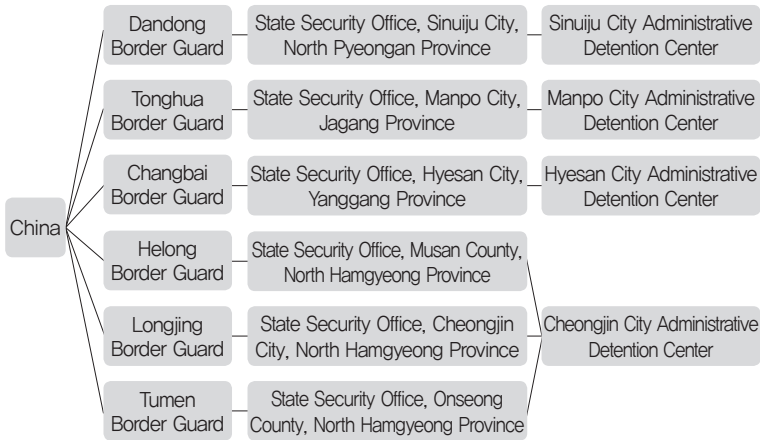 China
Dandong
Border Guard
State Security Office, Sinuiju City,
North Pyeongan Province
Sinuiju City Administrative
Detention Center
Tonghua
Border Guard
State Security Office, Manpo City,
Jagang Province
Manpo City Administrative
Detention Center
Changbai
Border Guard
State Security Office, Hyesan City,
Yanggang Province
Hyesan City Administrative
Detention Center
Helong
Border Guard
State Security Office, Musan County,
North Hamgyeong Province
Longjing
Border Guard
State Security Office, Cheongjin
City, North Hamgyeong Province
Tumen
Border Guard
State Security Office, Onseong
County, North Hamgyeong Province
Cheongjin City Administrative
Detention Center